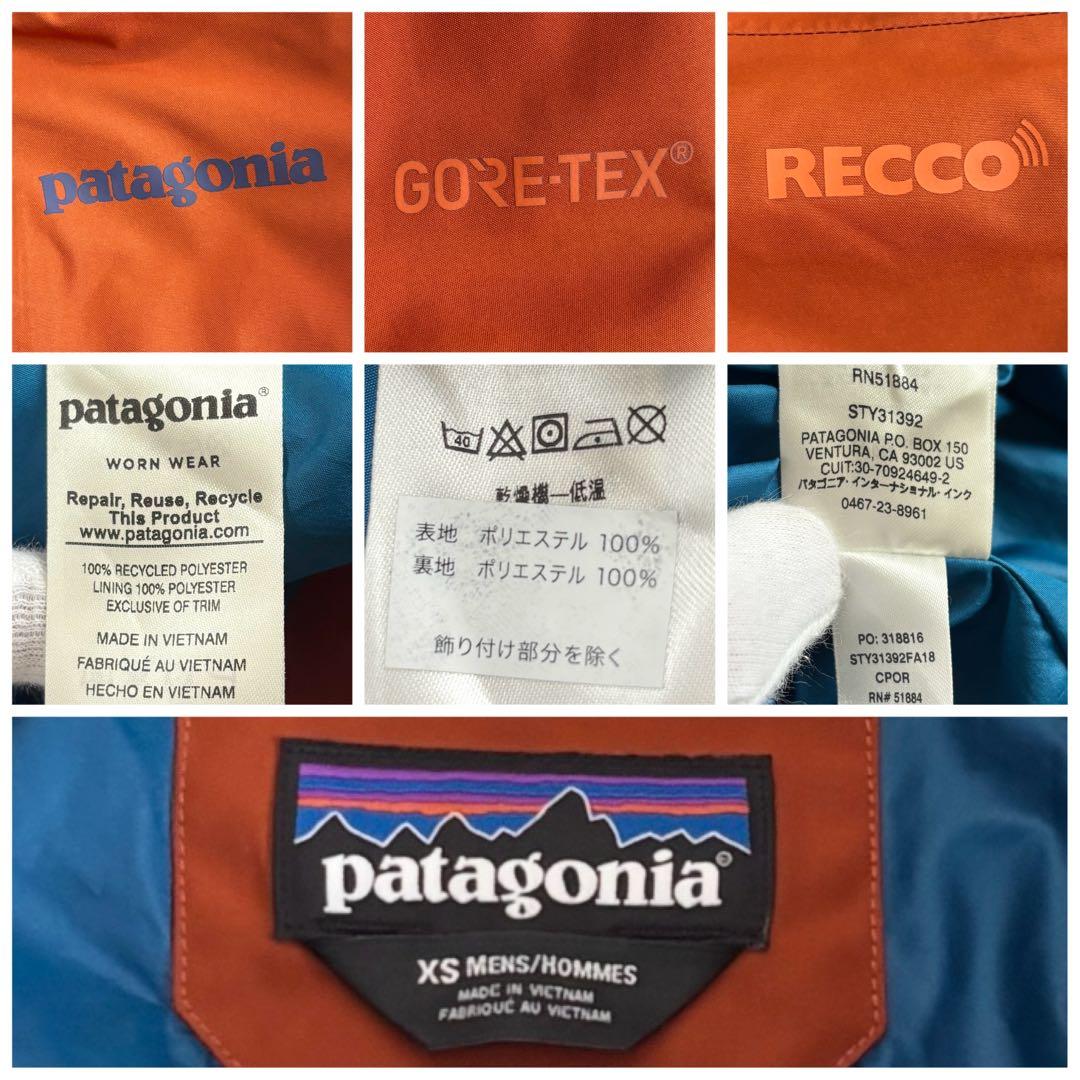 patagonia
GORE-TEX®
RECCO
patagonia®
WORN WEAR
Repair, Reuse, Recycle
This Product
www.patagonia.com
100% RECYCLED POLYESTER
LINING 100% POLYESTER
EXCLUSIVE OF TRIM
MADE IN VIETNAM
FABRIQUÉ AU VIETNAM
HECHO EN VIETNAM
40
乾燥機—低温
表地 ポリエステル 100%
裏地 ポリエステル 100%
飾り付け部分を除く
RN51884
STY31392
PATAGONIA P.O. BOX 150
VENTURA, CA 93002 US
CUIT:30-70924649-2
パタゴニア・インターナショナル・インク
0467-23-8961
PO: 318816
STY31392FA18
CPOR
RN# 51884
patagonia®
XS MENS/HOMMES
MADE IN VIETNAM
FABRIQUÉ AU VIETNAM